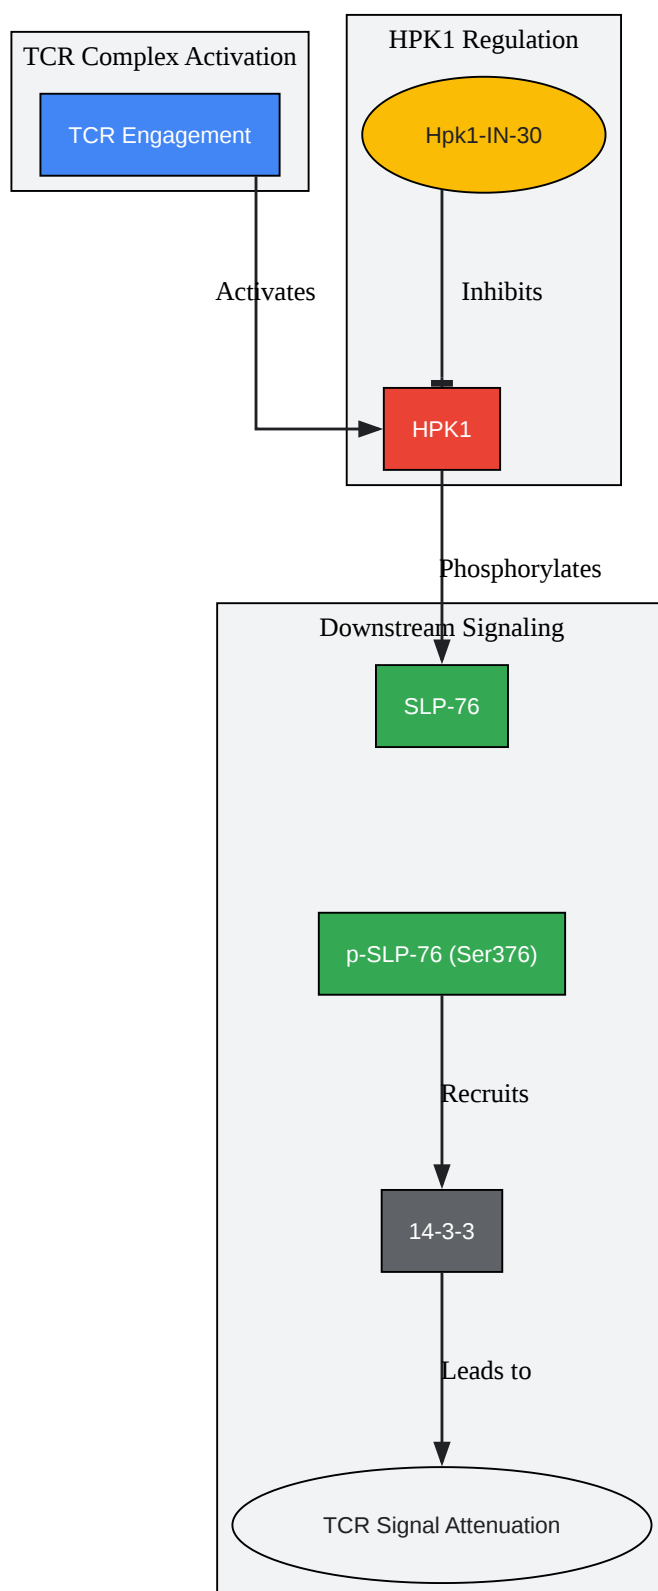 TCR Complex Activation
TCR Engagement
HPK1 Regulation
Hpk1-IN-30
Activates
Inhibits
HPK1
Phosphorylates
Downstream Signaling
SLP-76
p-SLP-76 (Ser376)
Recruits
14-3-3
Leads to
TCR Signal Attenuation